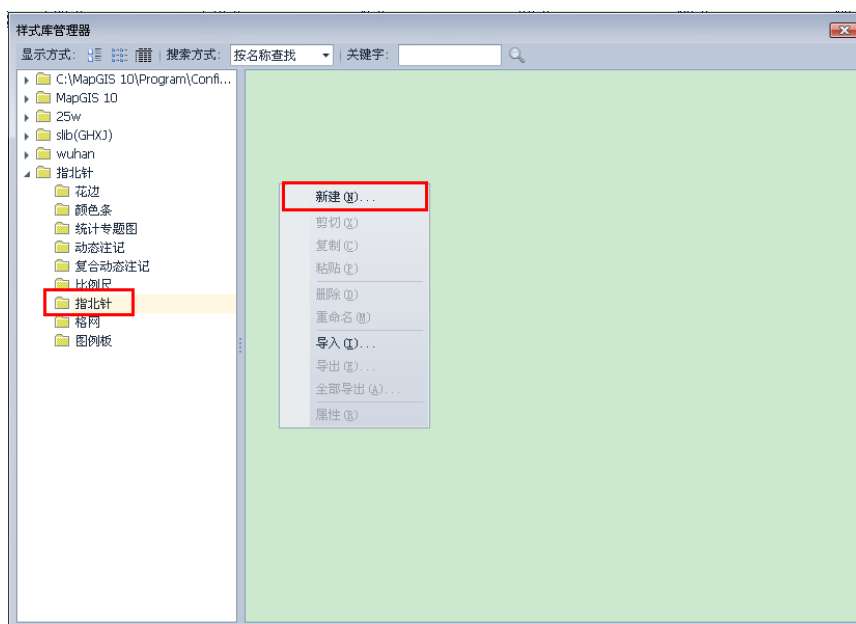 样式库管理器
显示方式: 搜索方式: 按名称查找 关键字:
C:\MapGIS 10\Program\Confi...
MapGIS 10
25w
slib(GHXJ)
wuhan
指北针
花边
颜色条
统计专题图
动态注记
复合动态注记
比例尺
指北针
格网
图例板
新建(N)...
剪切(X)
复制(C)
粘贴(P)
删除(D)
重命名(M)
导入(I)...
导出(E)...
全部导出(A)...
属性(R)